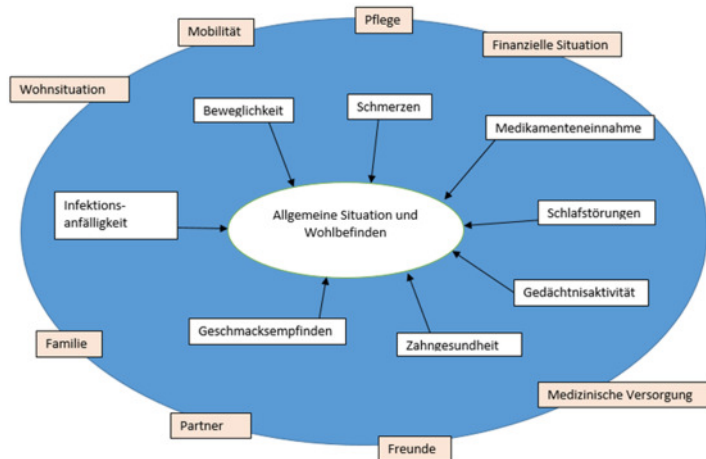 Pflege
Mobilität
Finanzielle Situation
Wohnsituation
Beweglichkeit
Schmerzen
Medikamenteneinnahme
Infektions-
anfälligkeit
Allgemeine Situation und
Wohlbefinden
Schlafstörungen
Gedächtnisaktivität
Geschmacksempfinden
Zahngesundheit
Familie
Medizinische Versorgung
Partner
Freunde